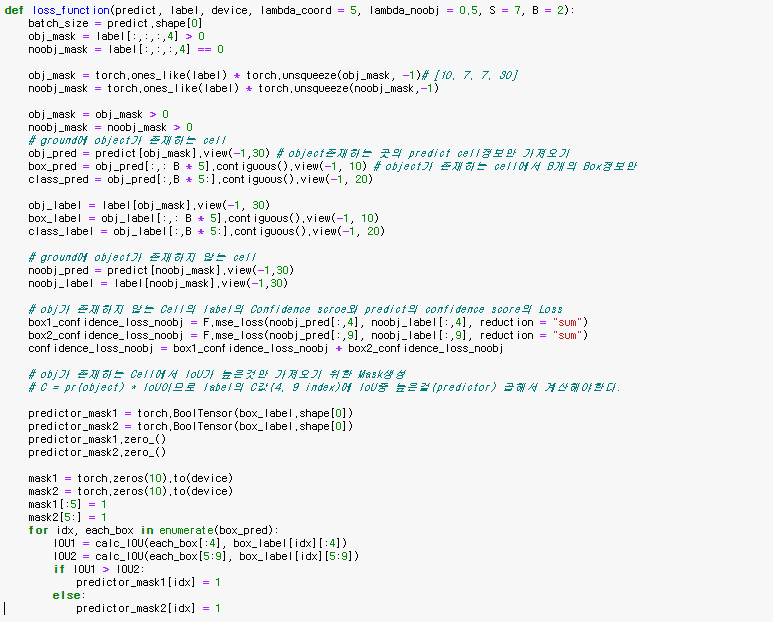 def loss_function(predict, label, device, lambda_coord = 5, lambda_noobj = 0.5, S = 7, B = 2):
    batch_size = predict.shape[0]
    obj_mask = label[:,:,:,4] > 0
    noobj_mask = label[:,:,:,4] == 0

    obj_mask = torch.ones_like(label) * torch.unsqueeze(obj_mask, -1)# [10, 7, 7, 30]
    noobj_mask = torch.ones_like(label) * torch.unsqueeze(noobj_mask,-1)

    obj_mask = obj_mask > 0
    noobj_mask = noobj_mask > 0
    # ground에 object가 존재하는 cell
    obj_pred = predict[obj_mask].view(-1,30) # object존재하는 곳의 predict cell정보만 가져오기
    box_pred = obj_pred[:,: B * 5].contiguous().view(-1, 10) # object가 존재하는 cell에서 B개의 Box정보만
    class_pred = obj_pred[:,B * 5:].contiguous().view(-1, 20)

    obj_label = label[obj_mask].view(-1, 30)
    box_label = obj_label[:,: B * 5].contiguous().view(-1, 10)
    class_label = obj_label[:,B * 5:].contiguous().view(-1, 20)

    # ground에 object가 존재하지 않는 cell
    noobj_pred = predict[noobj_mask].view(-1,30)
    noobj_label = label[noobj_mask].view(-1,30)

    # obj가 존재하지 않는 Cell의 label의 Confidence scroe와 predict의 confidence score의 Loss
    box1_confidence_loss_noobj = F.mse_loss(noobj_pred[:,4], noobj_label[:,4], reduction = "sum")
    box2_confidence_loss_noobj = F.mse_loss(noobj_pred[:,9], noobj_label[:,9], reduction = "sum")
    confidence_loss_noobj = box1_confidence_loss_noobj + box2_confidence_loss_noobj

    # obj가 존재하는 Cell에서 IoU가 높은것만 가져오기 위한 Mask생성
    # C = pr(object) * IoU이므로 label의 C값(4, 9 index)에 IoU중 높은걸(predictor) 곱해서 계산해야한다.

    predictor_mask1 = torch.BoolTensor(box_label.shape[0])
    predictor_mask2 = torch.BoolTensor(box_label.shape[0])
    predictor_mask1.zero_()
    predictor_mask2.zero_()

    mask1 = torch.zeros(10).to(device)
    mask2 = torch.zeros(10).to(device)
    mask1[:5] = 1
    mask2[5:] = 1
    for idx, each_box in enumerate(box_pred):
        IOU1 = calc_IOU(each_box[:4], box_label[idx][:4])
        IOU2 = calc_IOU(each_box[5:9], box_label[idx][5:9])
        if IOU1 > IOU2:
            predictor_mask1[idx] = 1
        else:
            predictor_mask2[idx] = 1